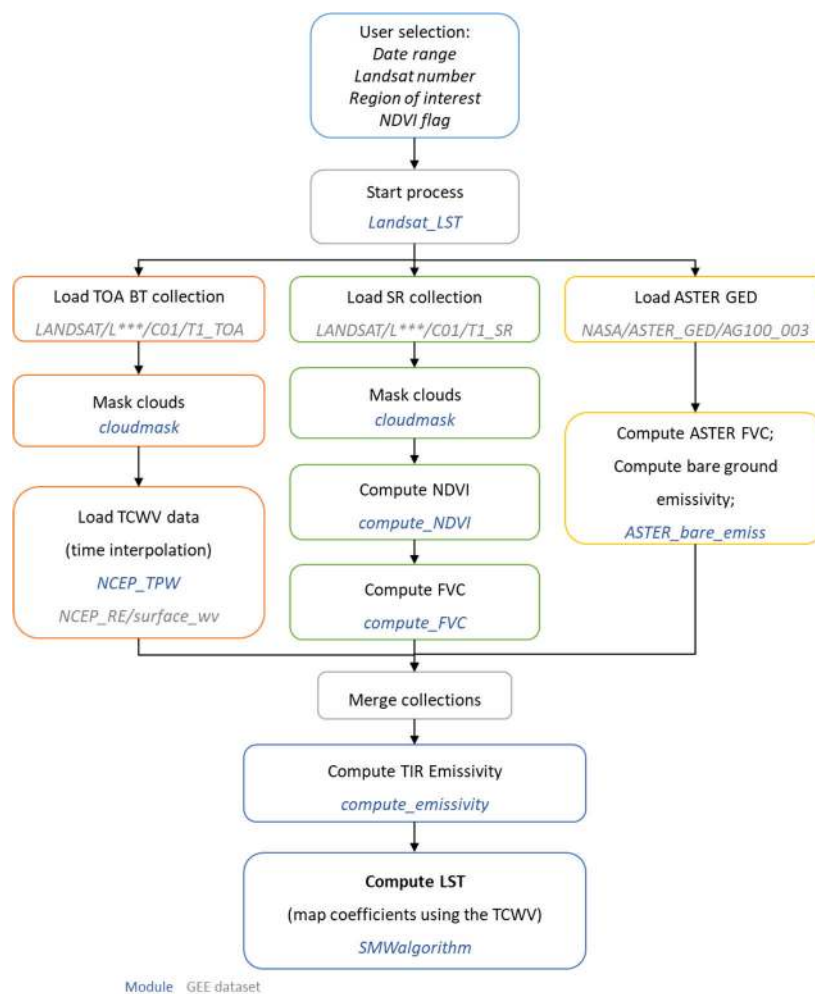 User selection:
Date range
Landsat number
Region of interest
NDVI flag
Start process
Landsat_LST
Load TOA BT collection
LANDSAT/L***/C01/T1_TOA
Mask clouds
cloudmask
Load TCWV data
(time interpolation)
NCEP_TPW
NCEP_RE/surface_wv
Load SR collection
LANDSAT/L***/C01/T1_SR
Mask clouds
cloudmask
Compute NDVI
compute_NDVI
Compute FVC
compute_FVC
Load ASTER GED
NASA/ASTER_GED/AG100_003
Compute ASTER FVC;
Compute bare ground
emissivity;
ASTER_bare_emiss
Merge collections
Compute TIR Emissivity
compute_emissivity
Compute LST
(map coefficients using the TCWV)
SMWalgorithm
Module GEE dataset